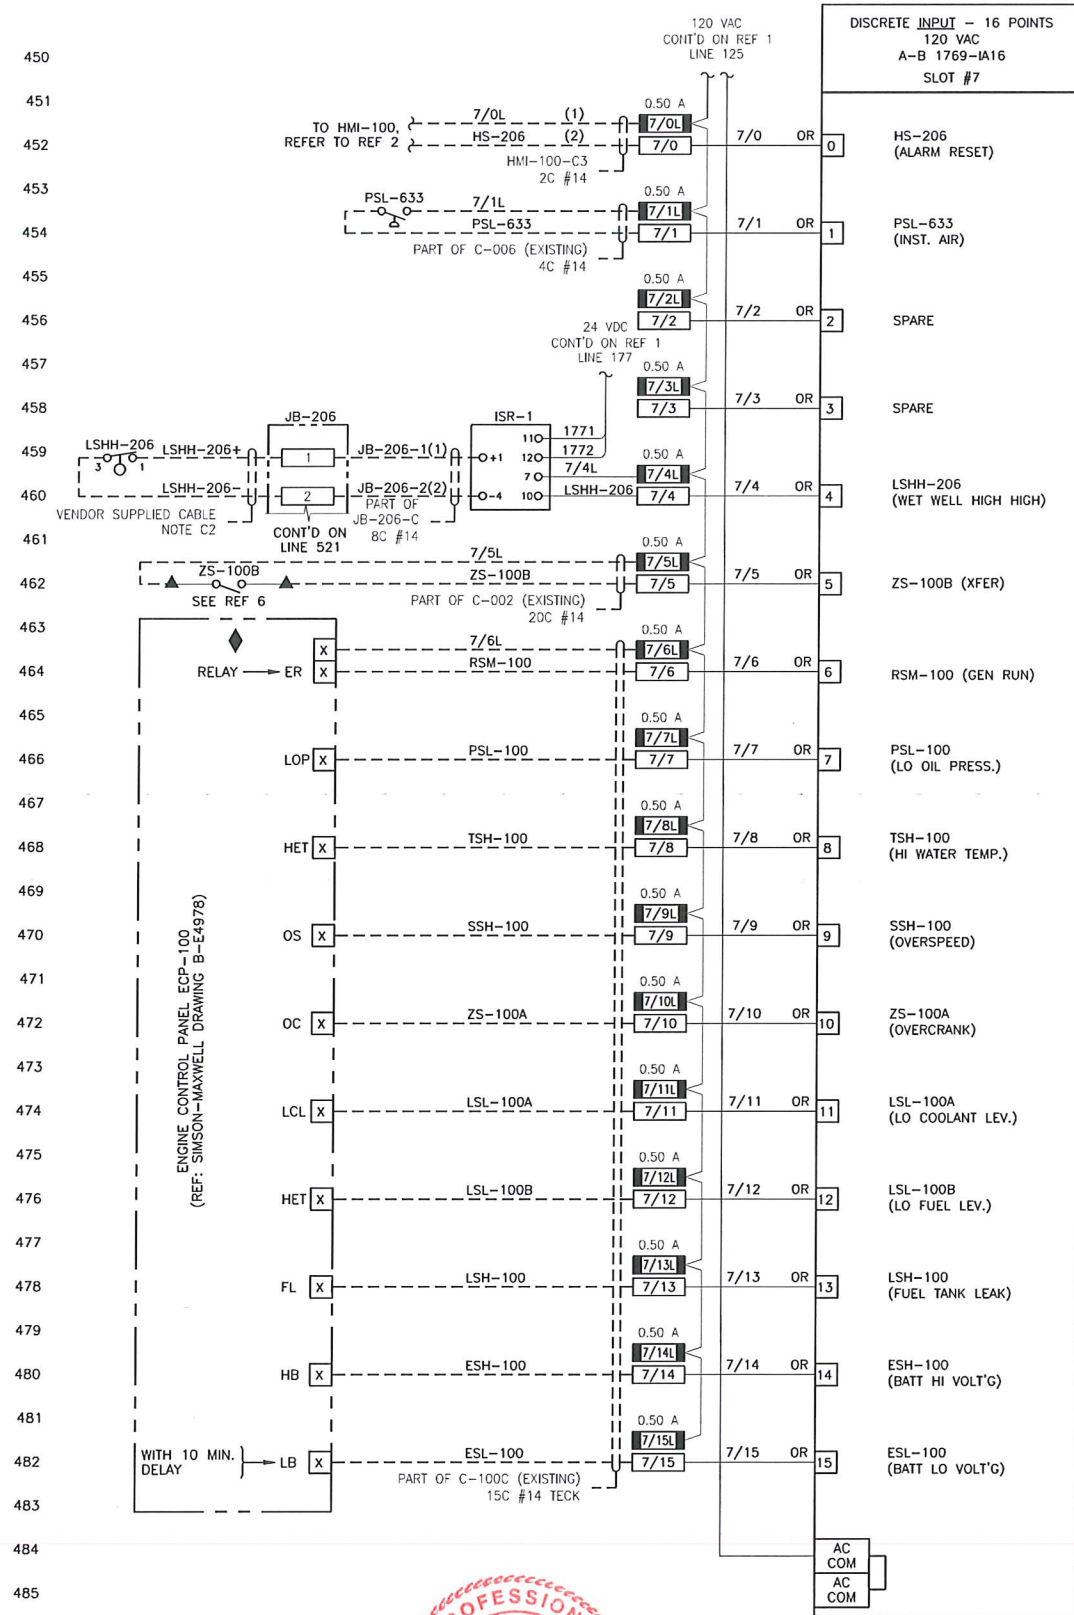 120 VAC
CONT'D ON REF 1
LINE 125
DISCRETE INPUT - 16 POINTS
120 VAC
A-B 1769-IA16
SLOT #7
450
451
TO HMI-100,
REFER TO REF 2
7/0L (1)
0.50 A
7/0L
452
HS-206 (2)
7/0
7/0 OR 0
HS-206
(ALARM RESET)
HMI-100-C3
2C #14
453
PSL-633
7/1L
0.50 A
7/1L
454
PSL-633
7/1
7/1 OR 1
PSL-633
(INST. AIR)
PART OF C-006 (EXISTING)
4C #14
455
0.50 A
7/2L
456
7/2
7/2 OR 2
SPARE
24 VDC
CONT'D ON REF 1
LINE 177
457
0.50 A
7/3L
458
7/3
7/3 OR 3
SPARE
JB-206
ISR-1
459
LSHH-206
3 1
LSHH-206+
1
JB-206-1(1)
+1
11 1771
12 1772
7 7/4L
0.50 A
7/4L
460
LSHH-206-
2
JB-206-2(2)
-4
10 LSHH-206
7/4
7/4 OR 4
LSHH-206
(WET WELL HIGH HIGH)
VENDOR SUPPLIED CABLE
NOTE C2
CONT'D ON
LINE 521
PART OF
JB-206-C
8C #14
461
7/5L
0.50 A
7/5L
462
ZS-100B
SEE REF 6
ZS-100B
7/5
7/5 OR 5
ZS-100B (XFER)
PART OF C-002 (EXISTING)
20C #14
463
X
7/6L
0.50 A
7/6L
464
RELAY ER X
RSM-100
7/6
7/6 OR 6
RSM-100 (GEN RUN)
465
0.50 A
7/7L
466
LOP X
PSL-100
7/7
7/7 OR 7
PSL-100
(LO OIL PRESS.)
467
0.50 A
7/8L
468
HET X
TSH-100
7/8
7/8 OR 8
TSH-100
(HI WATER TEMP.)
469
0.50 A
7/9L
470
OS X
SSH-100
7/9
7/9 OR 9
SSH-100
(OVERSPEED)
ENGINE CONTROL PANEL ECP-100
(REF: SIMSON-MAXWELL DRAWING B-E4978)
471
0.50 A
7/10L
472
OC X
ZS-100A
7/10
7/10 OR 10
ZS-100A
(OVERCRANK)
473
0.50 A
7/11L
474
LCL X
LSL-100A
7/11
7/11 OR 11
LSL-100A
(LO COOLANT LEV.)
475
0.50 A
7/12L
476
HET X
LSL-100B
7/12
7/12 OR 12
LSL-100B
(LO FUEL LEV.)
477
0.50 A
7/13L
478
FL X
LSH-100
7/13
7/13 OR 13
LSH-100
(FUEL TANK LEAK)
479
0.50 A
7/14L
480
HB X
ESH-100
7/14
7/14 OR 14
ESH-100
(BATT HI VOLT'G)
481
0.50 A
7/15L
482
WITH 10 MIN.
DELAY
LB X
ESL-100
7/15
7/15 OR 15
ESL-100
(BATT LO VOLT'G)
PART OF C-100C (EXISTING)
15C #14 TECK
483
484
AC
COM
485
AC
COM